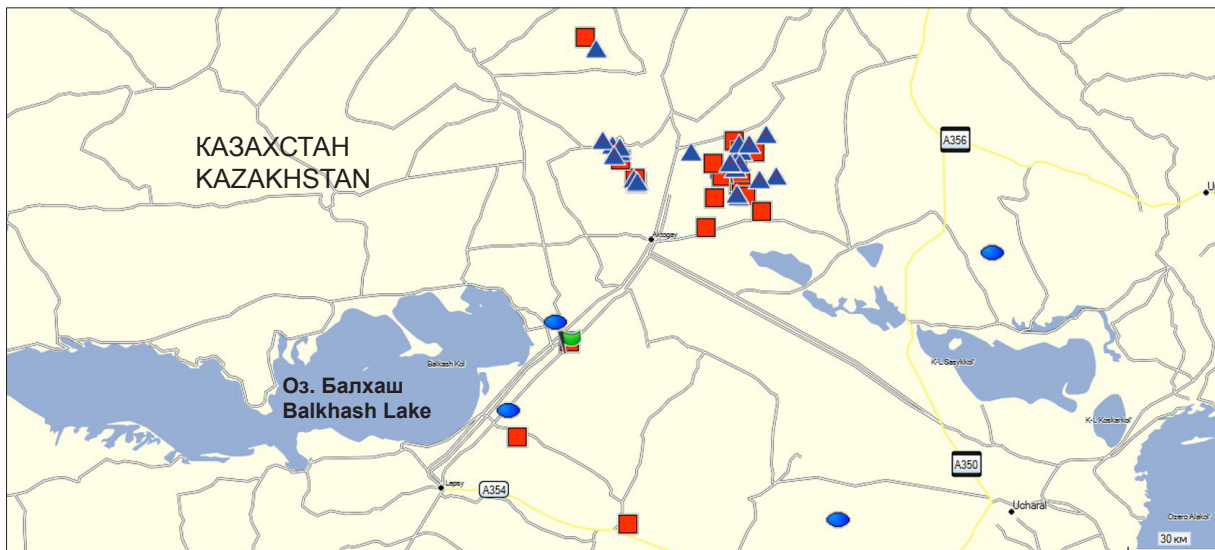 КАЗАХСТАН
KAZAKHSTAN
A356
Aktogay
Balkash Kol
Оз. Балхаш
Balkhash Lake
K-L Sasykkol'
K-L Koskarkol'
A350
Lepsy
A354
Ucharal
Ozero Alakol'
30 км